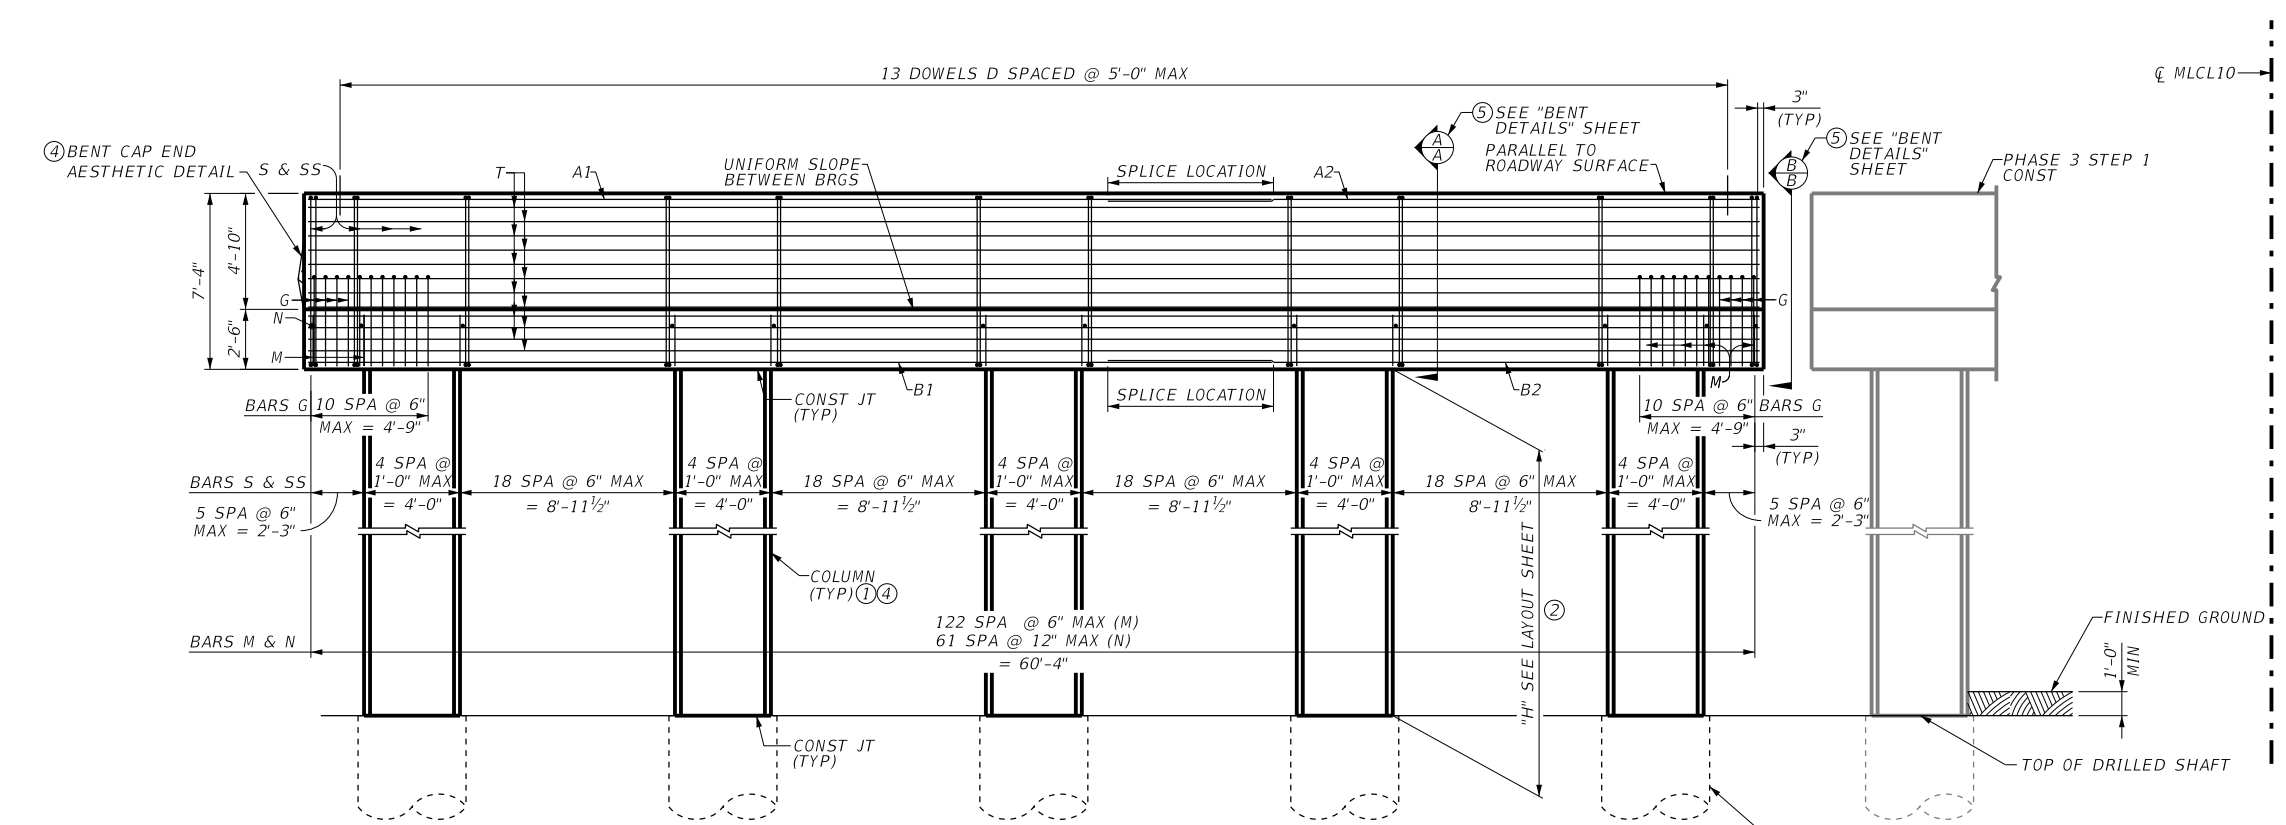 13 DOWELS D SPACED @ 5'-0" MAX
℄ MLCL10
3"
(TYP)
⑤ SEE "BENT
DETAILS" SHEET
⑤ SEE "BENT
DETAILS"
SHEET
④ BENT CAP END
AESTHETIC DETAIL
S & SS
T
A1
UNIFORM SLOPE
BETWEEN BRGS
SPLICE LOCATION
A2
A
A
PARALLEL TO
ROADWAY SURFACE
B
B
PHASE 3 STEP 1
CONST
7'-4"
4'-10"
2'-6"
G
N
M
G
M
B1
B2
CONST JT
(TYP)
SPLICE LOCATION
BARS G
10 SPA @ 6"
MAX = 4'-9"
10 SPA @ 6"
MAX = 4'-9"
BARS G
3"
(TYP)
BARS S & SS
5 SPA @ 6"
MAX = 2'-3"
4 SPA @
1'-0" MAX
= 4'-0"
18 SPA @ 6" MAX
= 8'-11½"
4 SPA @
1'-0" MAX
= 4'-0"
18 SPA @ 6" MAX
= 8'-11½"
4 SPA @
1'-0" MAX
= 4'-0"
18 SPA @ 6" MAX
= 8'-11½"
4 SPA @
1'-0" MAX
= 4'-0"
18 SPA @ 6" MAX
8'-11½"
4 SPA @
1'-0" MAX
= 4'-0"
5 SPA @ 6"
MAX = 2'-3"
COLUMN
(TYP) ① ④
"H" SEE LAYOUT SHEET ②
BARS M & N
122 SPA @ 6" MAX (M)
61 SPA @ 12" MAX (N)
= 60'-4"
FINISHED GROUND
1'-0"
MIN
CONST JT
(TYP)
TOP OF DRILLED SHAFT